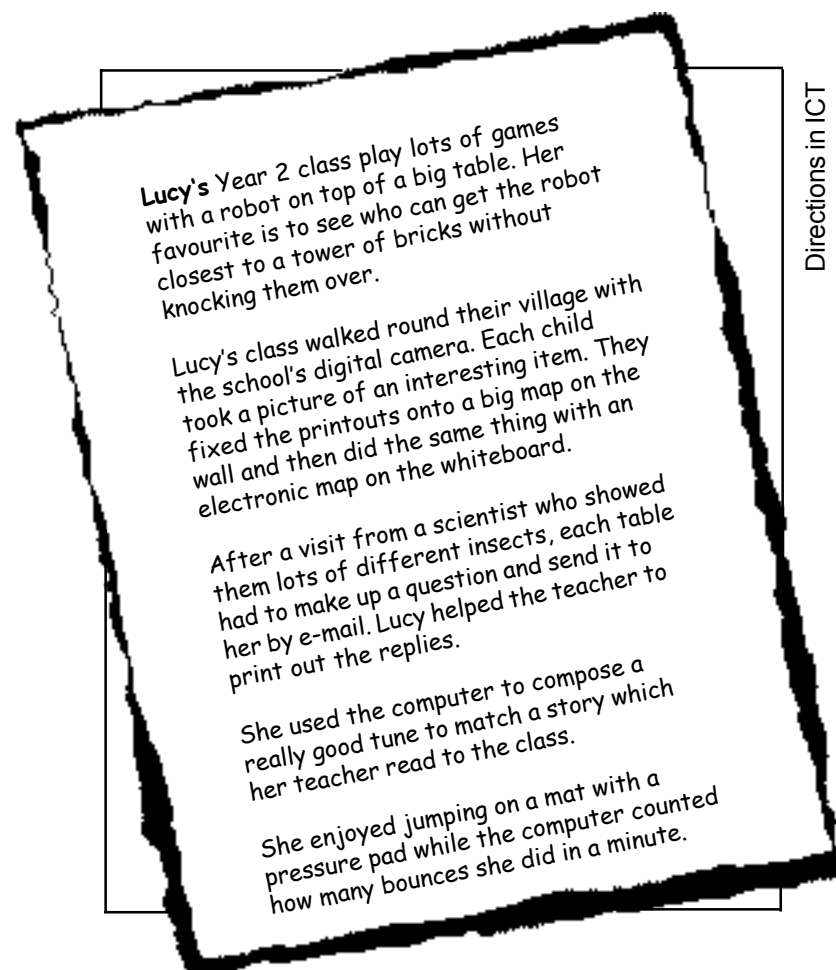 Directions in ICT
Lucy's Year 2 class play lots of games
with a robot on top of a big table. Her
favourite is to see who can get the robot
closest to a tower of bricks without
knocking them over.
Lucy's class walked round their village with
the school's digital camera. Each child
took a picture of an interesting item. They
fixed the printouts onto a big map on the
wall and then did the same thing with an
electronic map on the whiteboard.
After a visit from a scientist who showed
them lots of different insects, each table
had to make up a question and send it to
her by e-mail. Lucy helped the teacher to
print out the replies.
She used the computer to compose a
really good tune to match a story which
her teacher read to the class.
She enjoyed jumping on a mat with a
pressure pad while the computer counted
how many bounces she did in a minute.